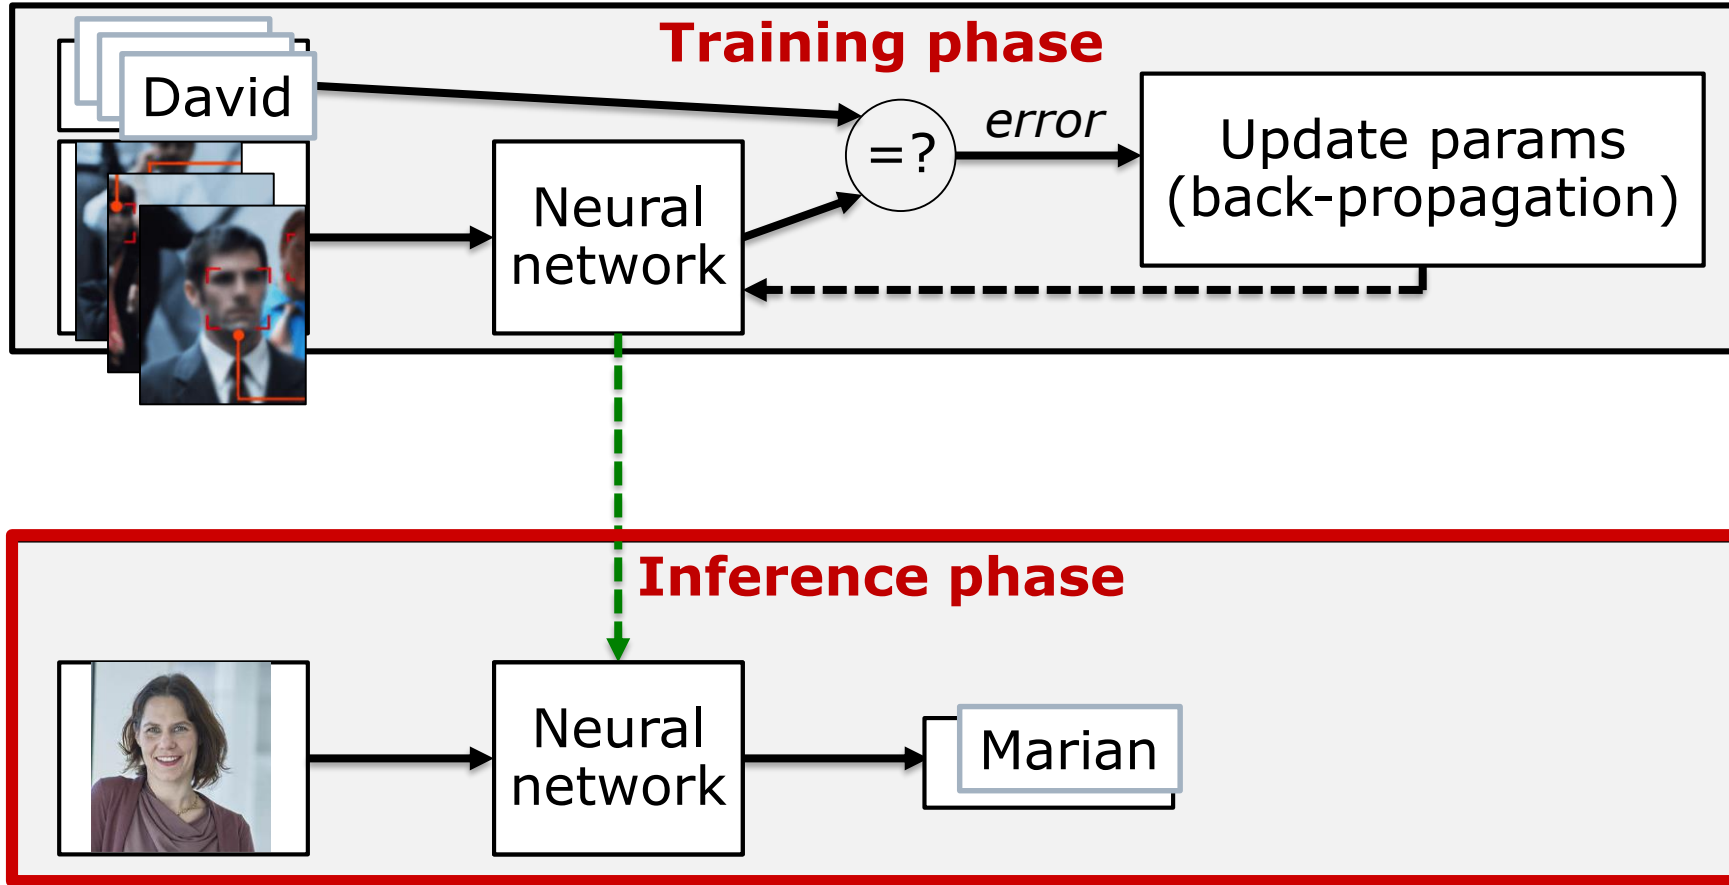 Training phase
David
=?
error
Update params
(back-propagation)
Neural
network
Inference phase
Neural
network
Marian